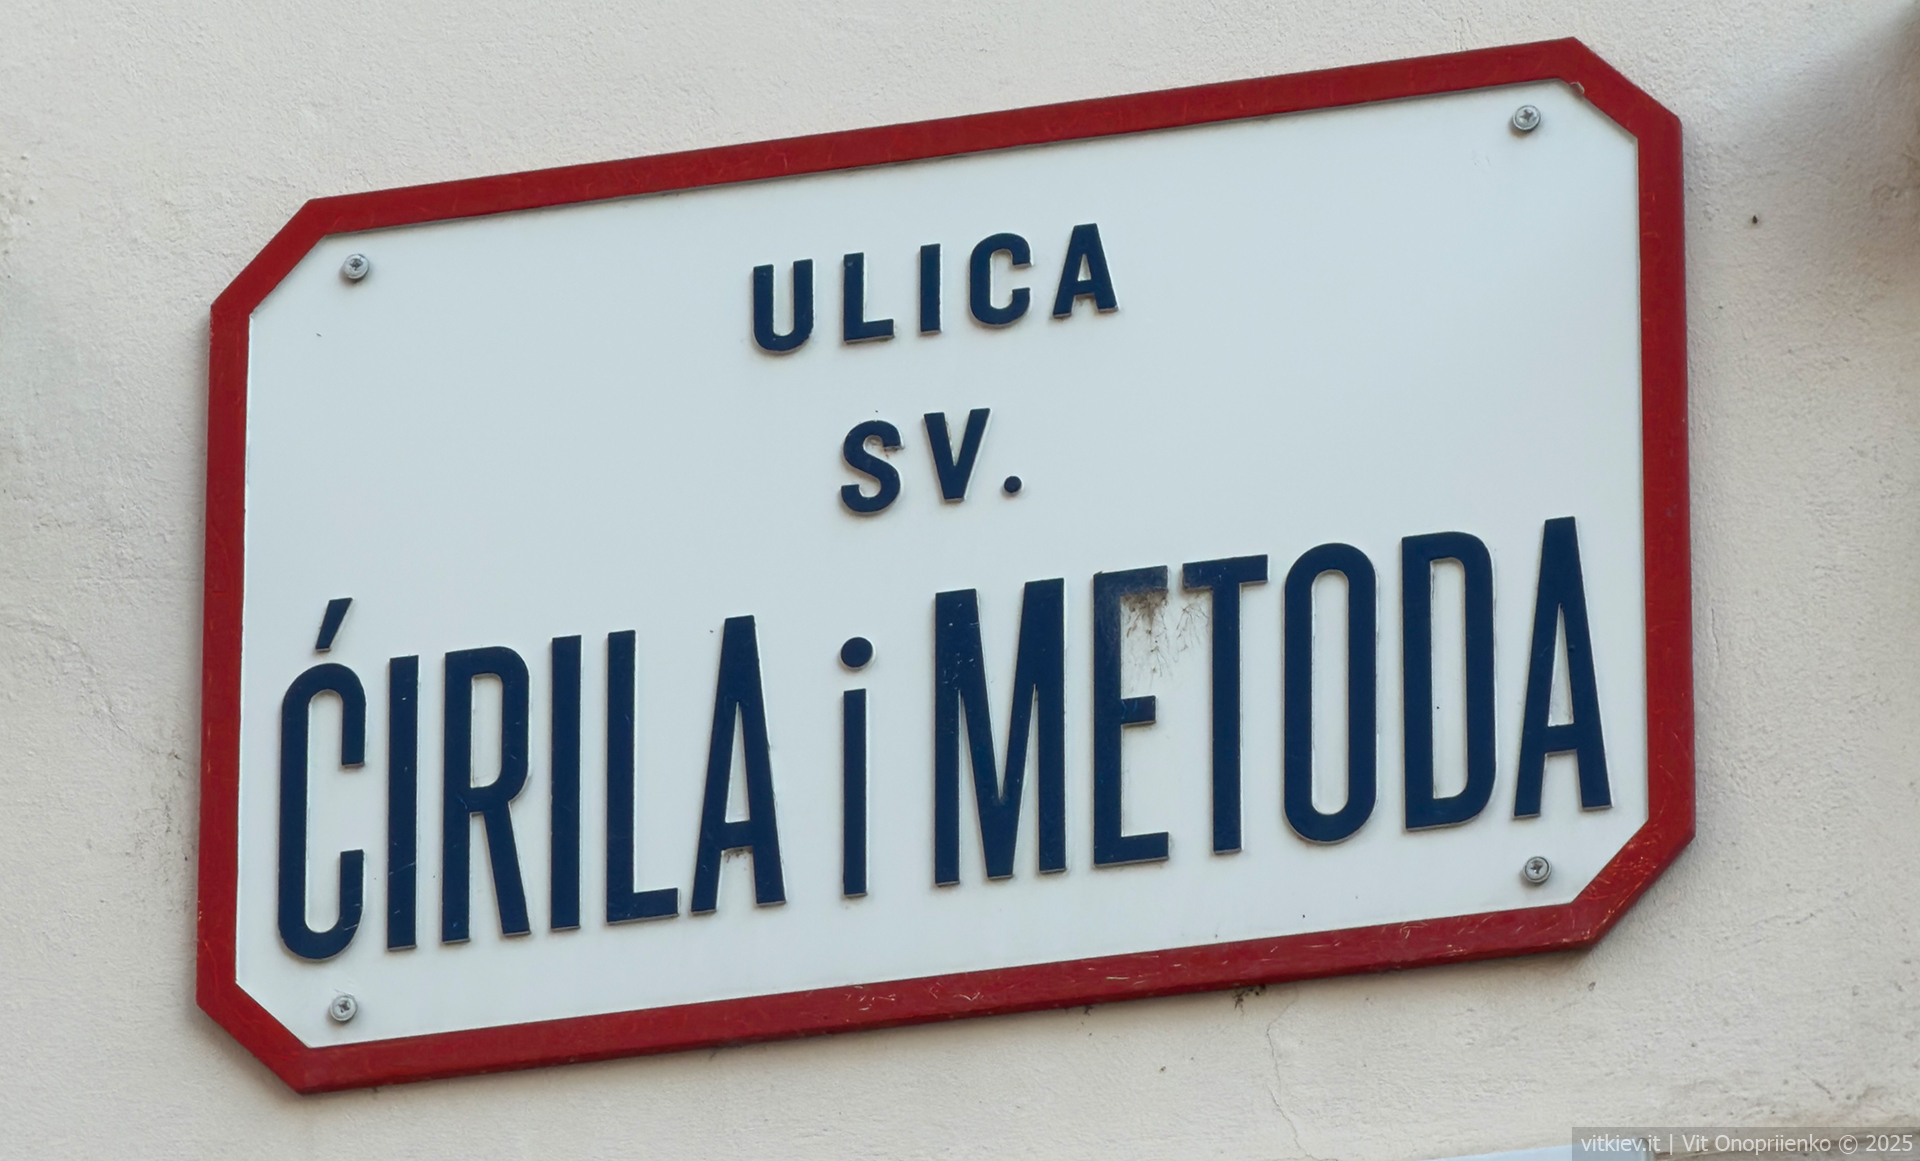 ULICA
SV.
ĆIRILA i METODA
vitkiev.it | Vit Onopriienko © 2025